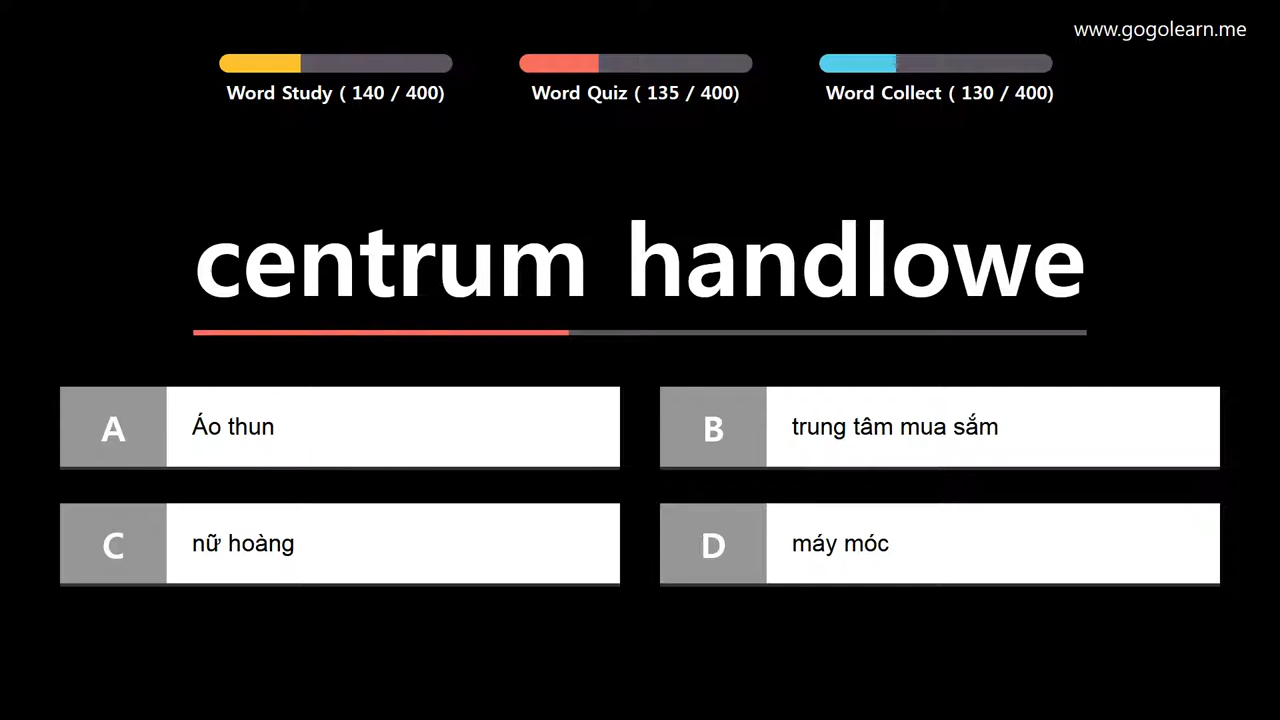 www.gogolearn.me
Word Study ( 140 / 400)
Word Quiz ( 135 / 400)
Word Collect ( 130 / 400)
centrum handlowe
A
Áo thun
B
trung tâm mua sắm
C
nữ hoàng
D
máy móc